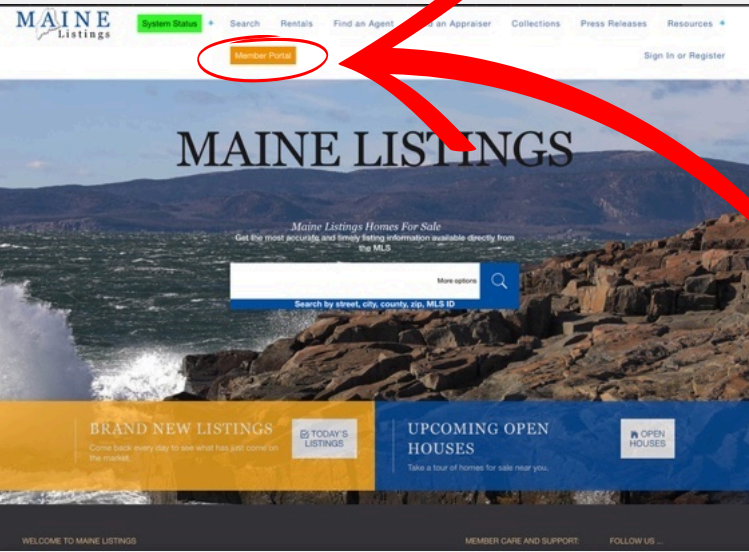 MAINE
Listings
System Status + Search Rentals Find an Agent an Appraiser Collections Press Releases Resources +
Member Portal
Sign In or Register
MAINE LISTINGS
Maine Listings Homes For Sale
Get the most accurate and timely listing information available directly from
the MLS
More options
Search by street, city, county, zip, MLS ID
BRAND NEW LISTINGS
Come back every day to see what has just come on
the market.
TODAY'S
LISTINGS
UPCOMING OPEN
HOUSES
Take a tour of homes for sale near you.
OPEN
HOUSES
WELCOME TO MAINE LISTINGS
MEMBER CARE AND SUPPORT:
FOLLOW US ...